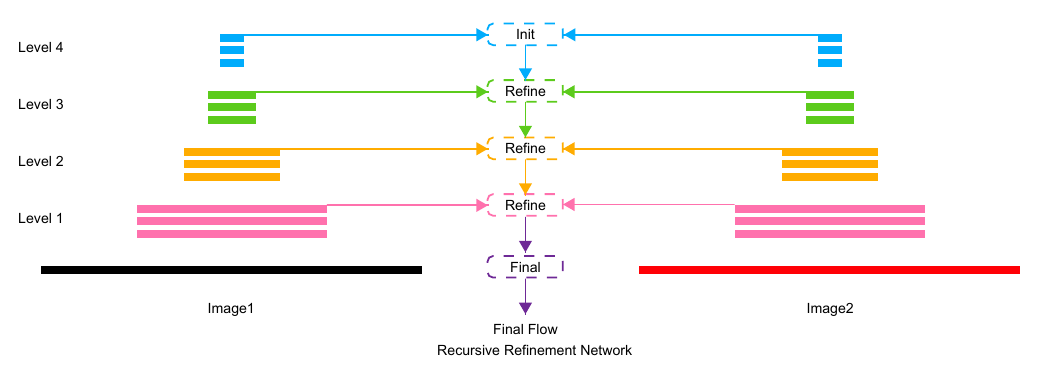 Level 4
Init
Level 3
Refine
Level 2
Refine
Level 1
Refine
Final
Image1
Image2
Final Flow
Recursive Refinement Network